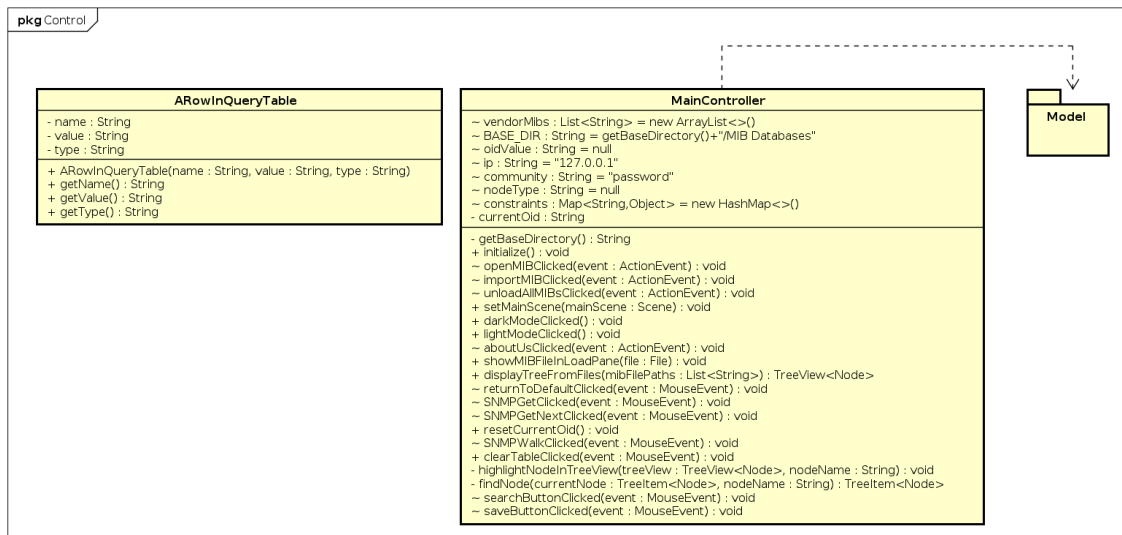 pkg Control
ARowInQueryTable
- name : String
- value : String
- type : String
+ ARowInQueryTable(name : String, value : String, type : String)
+ getName() : String
+ getValue() : String
+ getType() : String
MainController
~ vendorMibs : List<String> = new ArrayList<>()
~ BASE_DIR : String = getBaseDirectory()+"/MIB Databases"
~ oidValue : String = null
~ ip : String = "127.0.0.1"
~ community : String = "password"
~ nodeType : String = null
~ constraints : Map<String,Object> = new HashMap<>()
- currentOid : String
- getBaseDirectory() : String
+ initialize() : void
~ openMIBClicked(event : ActionEvent) : void
~ importMIBClicked(event : ActionEvent) : void
~ unloadAllMIBsClicked(event : ActionEvent) : void
+ setMainScene(mainScene : Scene) : void
+ darkModeClicked() : void
+ lightModeClicked() : void
~ aboutUsClicked(event : ActionEvent) : void
+ showMIBFileInLoadPane(file : File) : void
+ displayTreeFromFiles(mibFilePaths : List<String>) : TreeView<Node>
~ returnToDefaultClicked(event : MouseEvent) : void
~ SNMPGetClicked(event : MouseEvent) : void
~ SNMPGetNextClicked(event : MouseEvent) : void
+ resetCurrentOid() : void
~ SNMPWalkClicked(event : MouseEvent) : void
+ clearTableClicked(event : MouseEvent) : void
- highlightNodeInTreeView(treeView : TreeView<Node>, nodeName : String) : void
- findNode(currentNode : TreeItem<Node>, nodeName : String) : TreeItem<Node>
~ searchButtonClicked(event : MouseEvent) : void
~ saveButtonClicked(event : MouseEvent) : void
Model